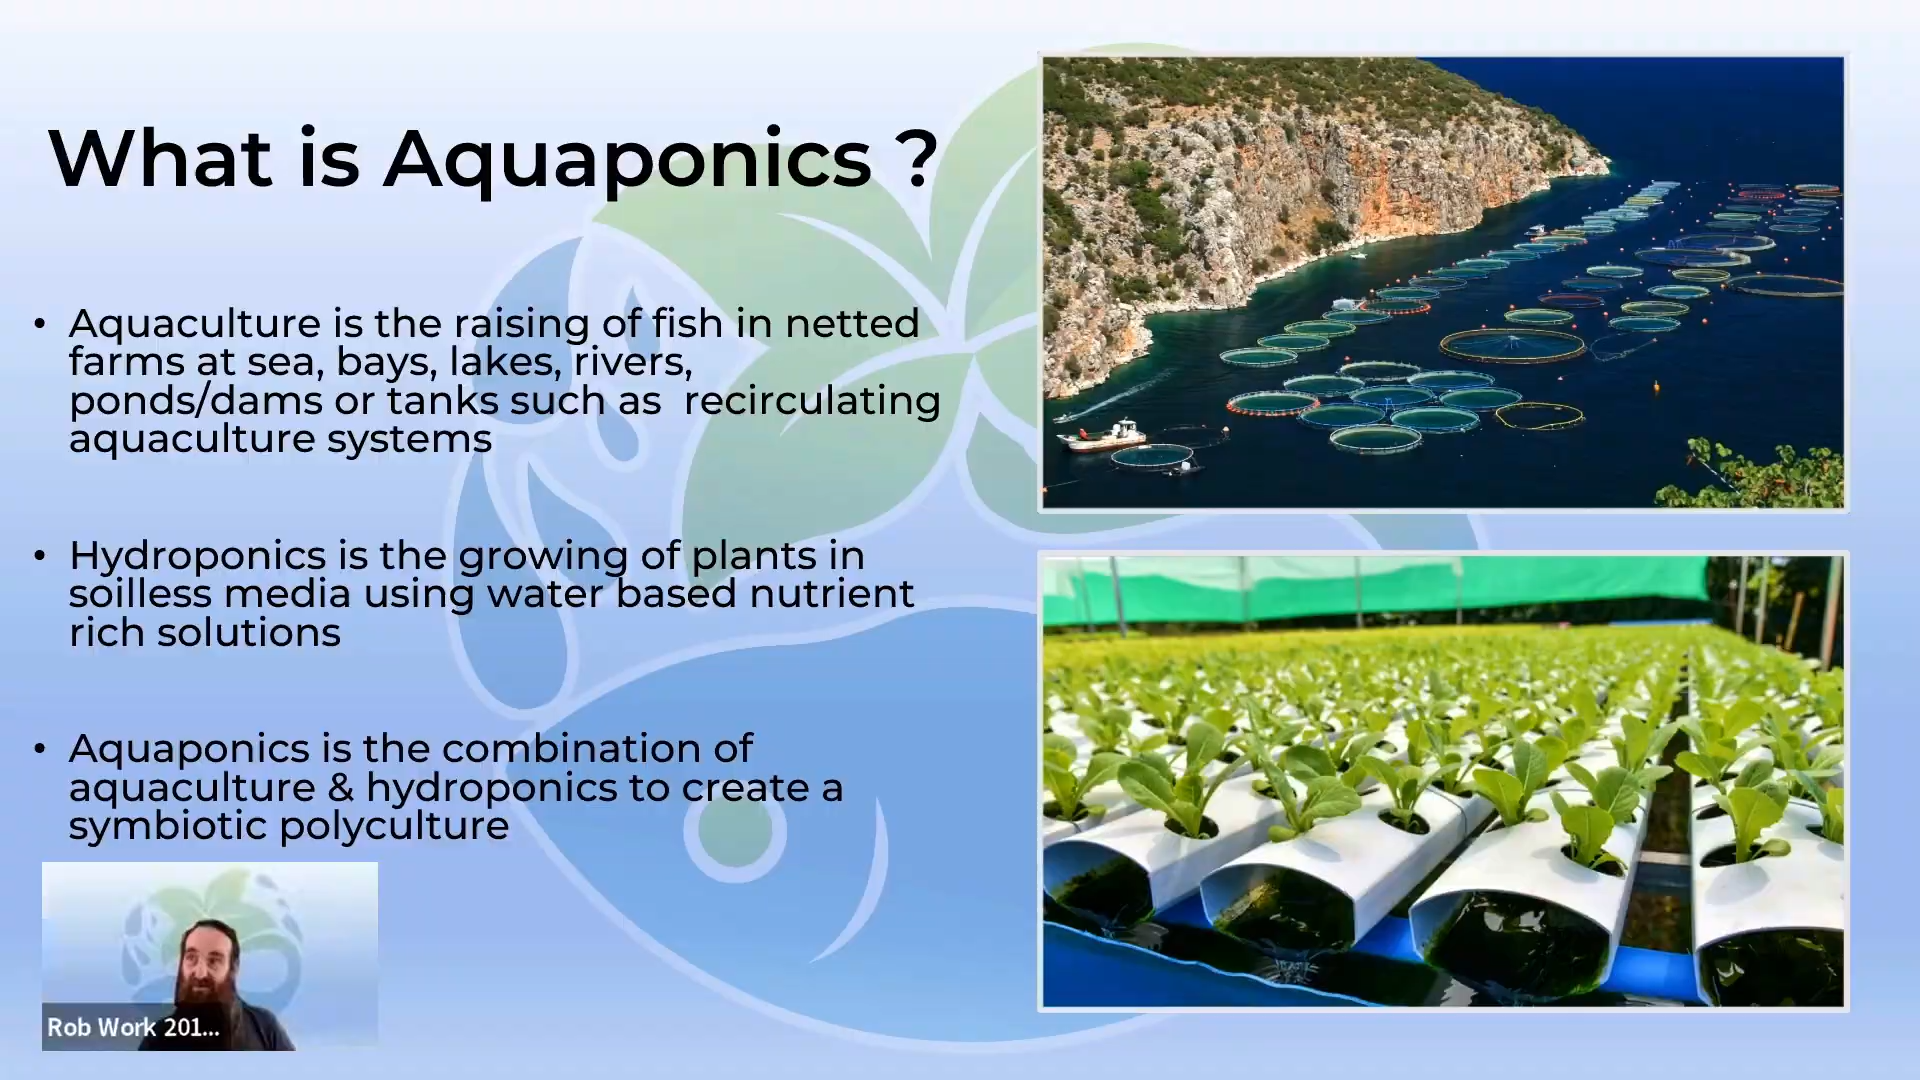 What is Aquaponics ?
• Aquaculture is the raising of fish in netted
farms at sea, bays, lakes, rivers,
ponds/dams or tanks such as  recirculating
aquaculture systems
• Hydroponics is the growing of plants in
soilless media using water based nutrient
rich solutions
• Aquaponics is the combination of
aquaculture & hydroponics to create a
symbiotic polyculture
Rob Work 201...